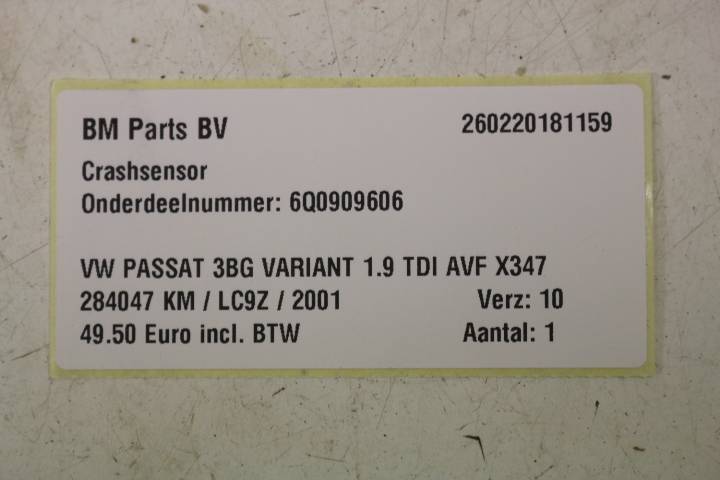 BM Parts BV 260220181159
Crashsensor
Onderdeelnummer: 6Q0909606
VW PASSAT 3BG VARIANT 1.9 TDI AVF X347
284047 KM / LC9Z / 2001 Verz: 10
49.50 Euro incl. BTW Aantal: 1